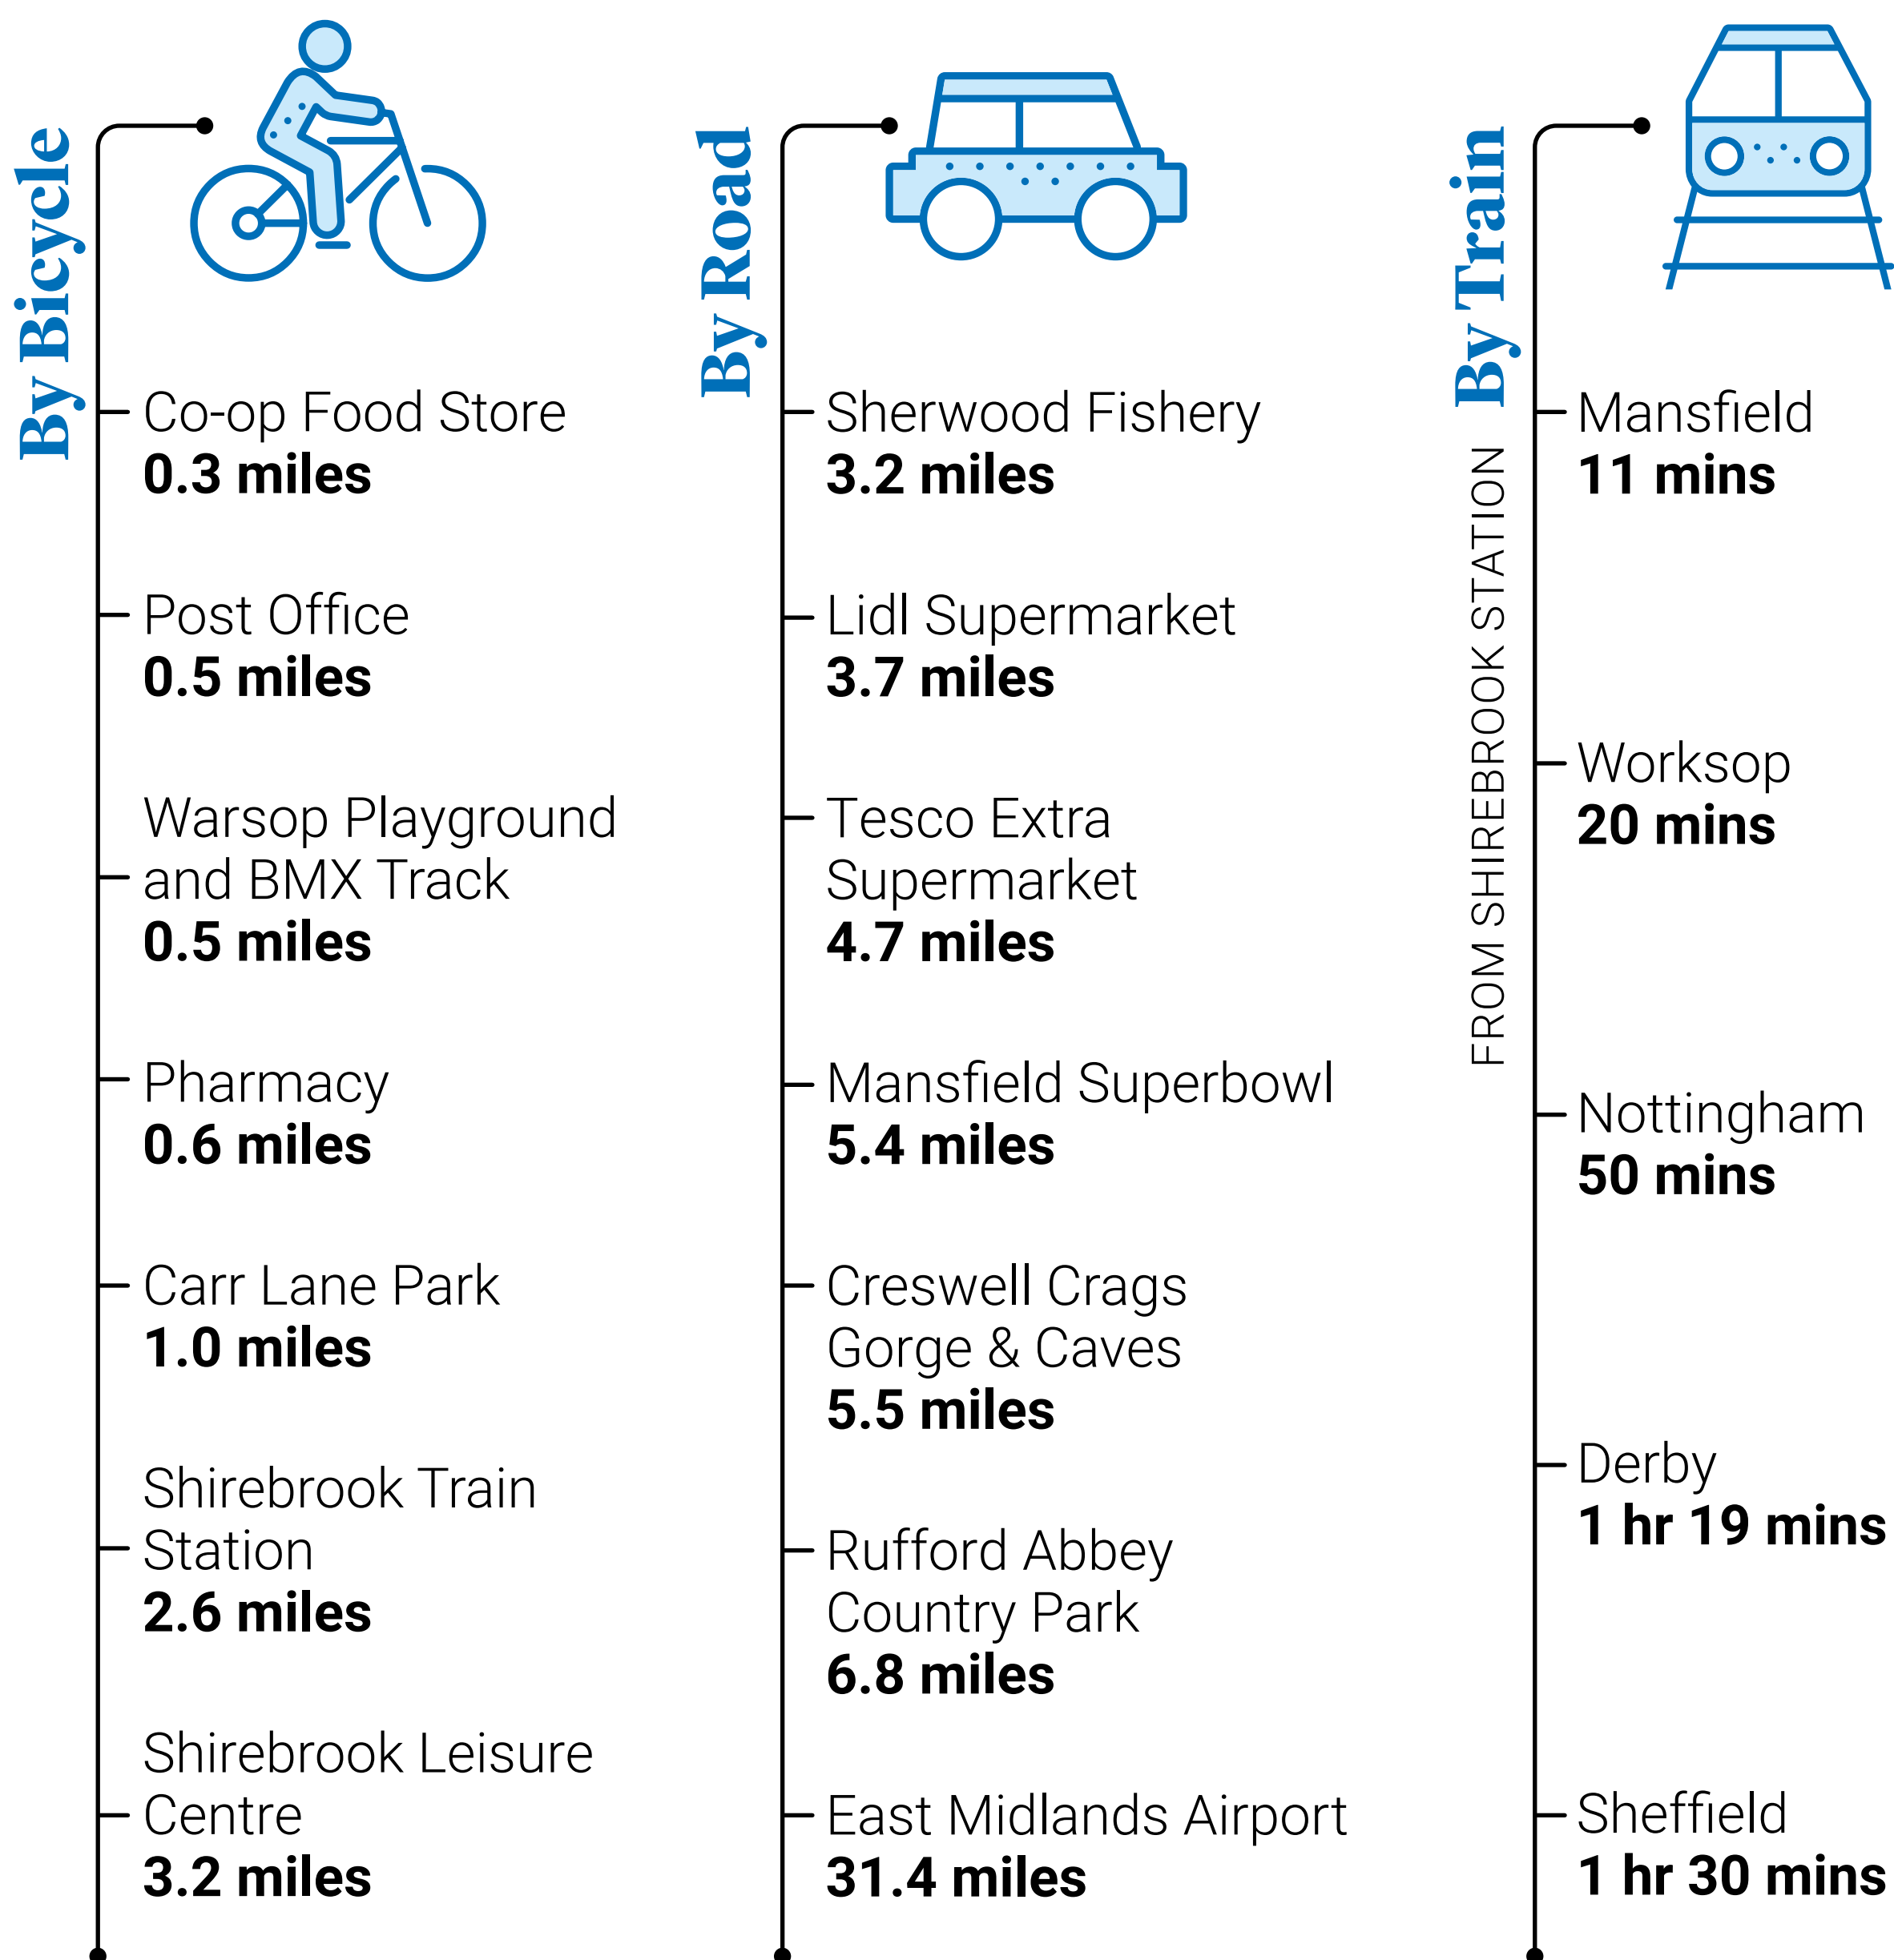 By Bicycle
Co-op Food Store
0.3 miles
Post Office
0.5 miles
Warsop Playground
and BMX Track
0.5 miles
Pharmacy
0.6 miles
Carr Lane Park
1.0 miles
Shirebrook Train
Station
2.6 miles
Shirebrook Leisure
Centre
3.2 miles
By Road
Sherwood Fishery
3.2 miles
Lidl Supermarket
3.7 miles
Tesco Extra
Supermarket
4.7 miles
Mansfield Superbowl
5.4 miles
Creswell Crags
Gorge & Caves
5.5 miles
Rufford Abbey
Country Park
6.8 miles
East Midlands Airport
31.4 miles
By Train
FROM SHIREBROOK STATION
Mansfield
11 mins
Worksop
20 mins
Nottingham
50 mins
Derby
1 hr 19 mins
Sheffield
1 hr 30 mins